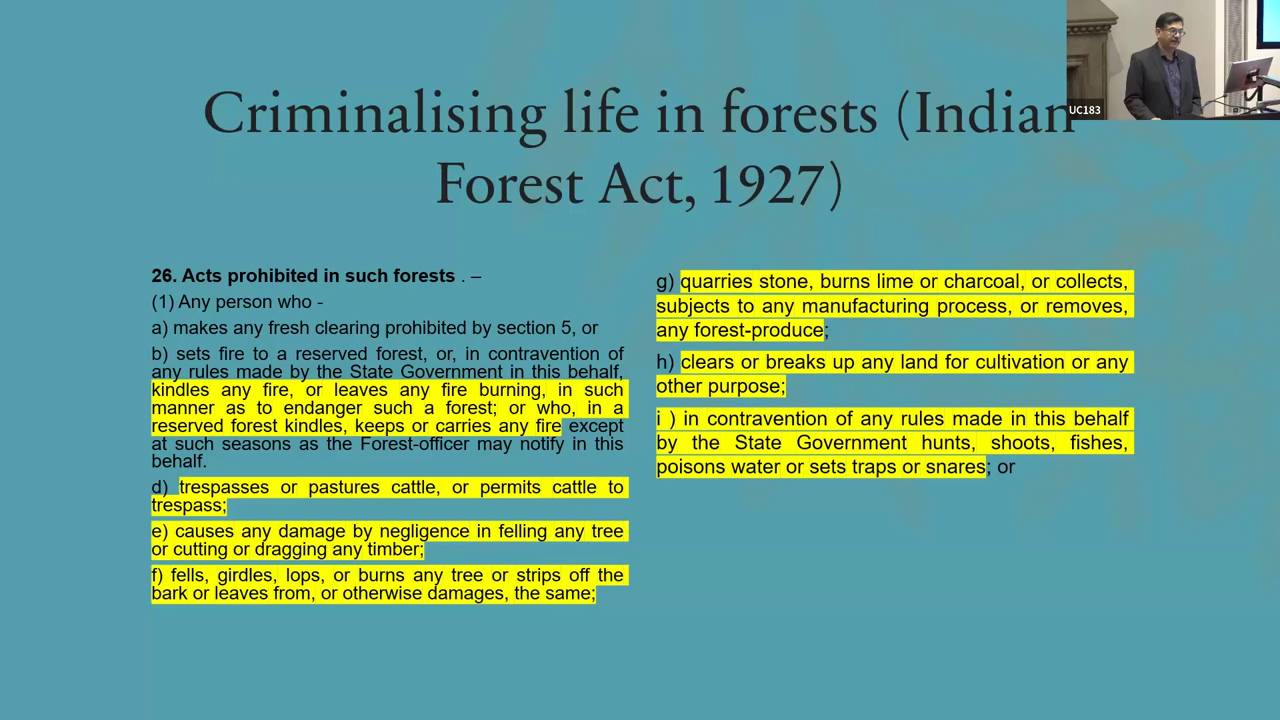 Criminalising life in forests (Indian
Forest Act, 1927)
UC183
26. Acts prohibited in such forests . –
(1) Any person who -
a) makes any fresh clearing prohibited by section 5, or
b) sets fire to a reserved forest, or, in contravention of
any rules made by the State Government in this behalf,
kindles any fire, or leaves any fire burning, in such
manner as to endanger such a forest; or who, in a
reserved forest kindles, keeps or carries any fire except
at such seasons as the Forest-officer may notify in this
behalf.
d) trespasses or pastures cattle, or permits cattle to
trespass;
e) causes any damage by negligence in felling any tree
or cutting or dragging any timber;
f) fells, girdles, lops, or burns any tree or strips off the
bark or leaves from, or otherwise damages, the same;
g) quarries stone, burns lime or charcoal, or collects,
subjects to any manufacturing process, or removes,
any forest-produce;
h) clears or breaks up any land for cultivation or any
other purpose;
i ) in contravention of any rules made in this behalf
by the State Government hunts, shoots, fishes,
poisons water or sets traps or snares; or